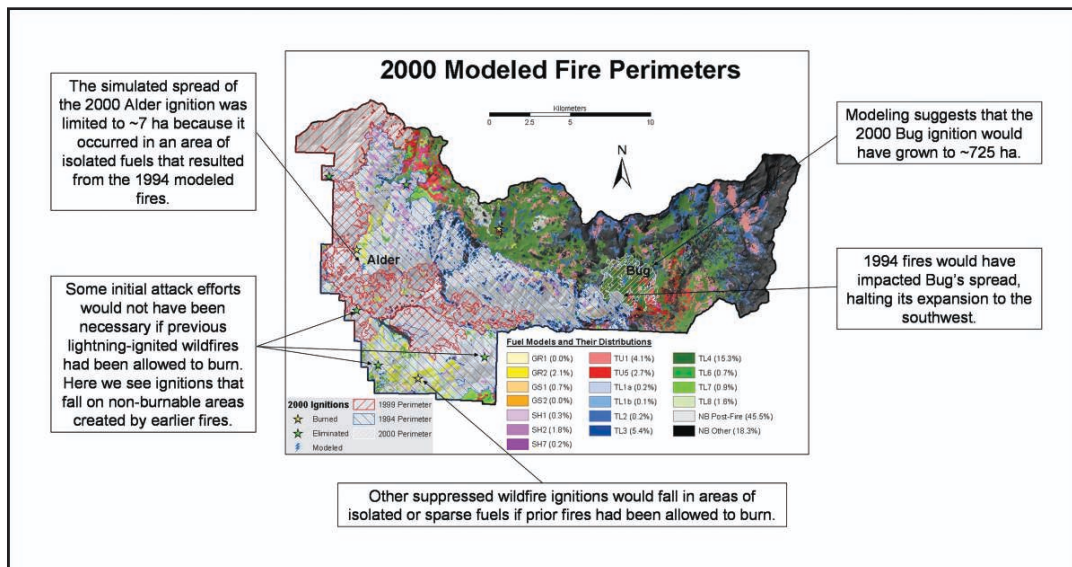 2000 Modeled Fire Perimeters
The simulated spread of
the 2000 Alder ignition was
limited to ~7 ha because it
occurred in an area of
isolated fuels that resulted
from the 1994 modeled
fires.
Kilometers
0 2.5 5 10
N
Modeling suggests that the
2000 Bug ignition would
have grown to ~725 ha.
Alder
Bug
Some initial attack efforts
would not have been
necessary if previous
lightning-ignited wildfires
had been allowed to burn.
Here we see ignitions that
fall on non-burnable areas
created by earlier fires.
1994 fires would have
impacted Bug's spread,
halting its expansion to the
southwest.
2000 Ignitions
Burned
Eliminated
Modeled
1999 Perimeter
1994 Perimeter
2000 Perimeter
Fuel Models and Their Distributions
GR1 (0.0%)
GR2 (2.1%)
GS1 (0.7%)
GS2 (0.0%)
SH1 (0.3%)
SH2 (1.8%)
SH7 (0.2%)
TU1 (4.1%)
TU5 (2.7%)
TL1a (0.2%)
TL1b (0.1%)
TL2 (0.2%)
TL3 (5.4%)
TL4 (15.3%)
TL6 (0.7%)
TL7 (0.9%)
TL8 (1.6%)
NB Post-Fire (45.5%)
NB Other (18.3%)
Other suppressed wildfire ignitions would fall in areas of
isolated or sparse fuels if prior fires had been allowed to burn.